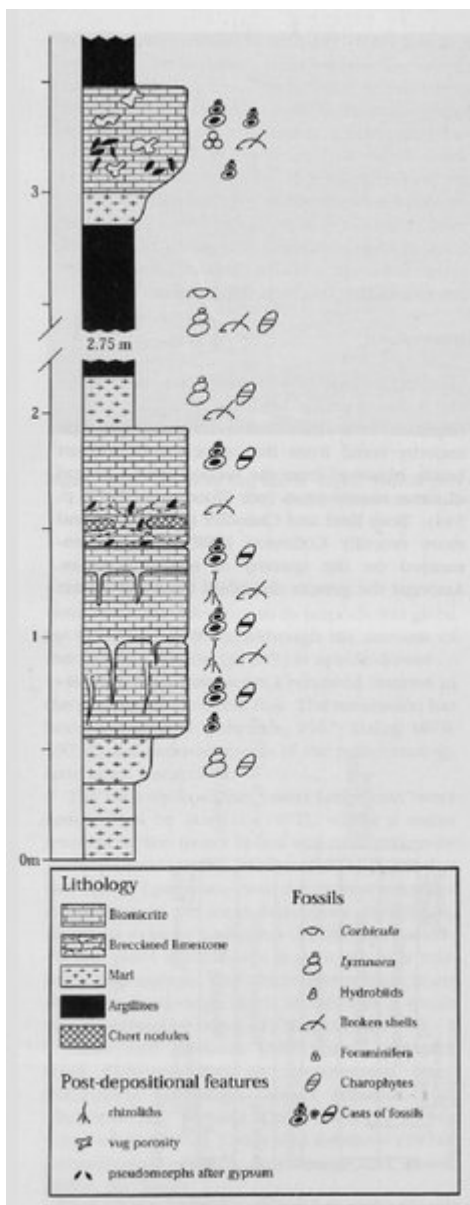 3
2.75 m
2
1
0m
Lithology
Biomicrite
Brecciated limestone
Marl
Argillites
Chert nodules
Post-depositional features
rhizoliths
vug porosity
pseudomorphs after gypsum
Fossils
Corbicula
Lymnaea
Hydrobiids
Broken shells
Foraminifera
Charophytes
Casts of fossils